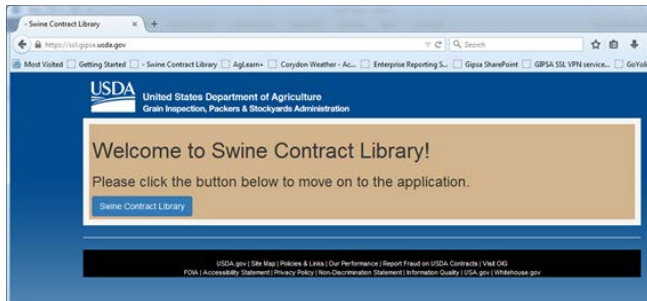 - Swine Contract Library × +
https://scl.gipsa.usda.gov Search
Most Visited Getting Started - Swine Contract Library AgLearn+ Corydon Weather - Ac... Enterprise Reporting S... Gipsa SharePoint GIPSA SSL VPN service... GoYoli
USDA
United States Department of Agriculture
Grain Inspection, Packers & Stockyards Administration
Welcome to Swine Contract Library!
Please click the button below to move on to the application.
Swine Contract Library
USDA.gov | Site Map | Policies & Links | Our Performance | Report Fraud on USDA Contracts | Visit OIG
FOIA | Accessibility Statement | Privacy Policy | Non-Discrimination Statement | Information Quality | USA.gov | Whitehouse.gov